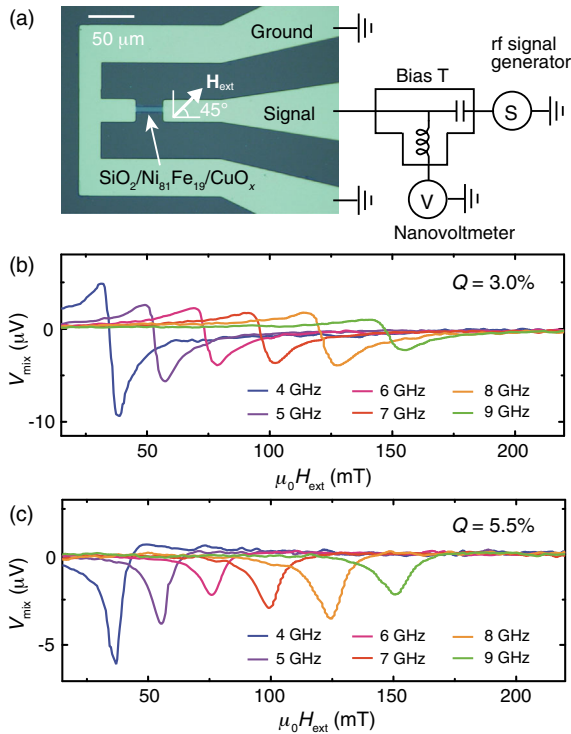 (a)
50 μm
Ground
H_ext
45°
Signal
SiO₂/Ni₈₁Fe₁₉/CuOₓ
Bias T
rf signal
generator
S
V
Nanovoltmeter
(b)
Q = 3.0%
V_mix (μV)
0
-10
4 GHz 6 GHz 8 GHz
5 GHz 7 GHz 9 GHz
50 100 150 200
μ₀H_ext (mT)
(c)
Q = 5.5%
V_mix (μV)
0
-5
4 GHz 6 GHz 8 GHz
5 GHz 7 GHz 9 GHz
50 100 150 200
μ₀H_ext (mT)